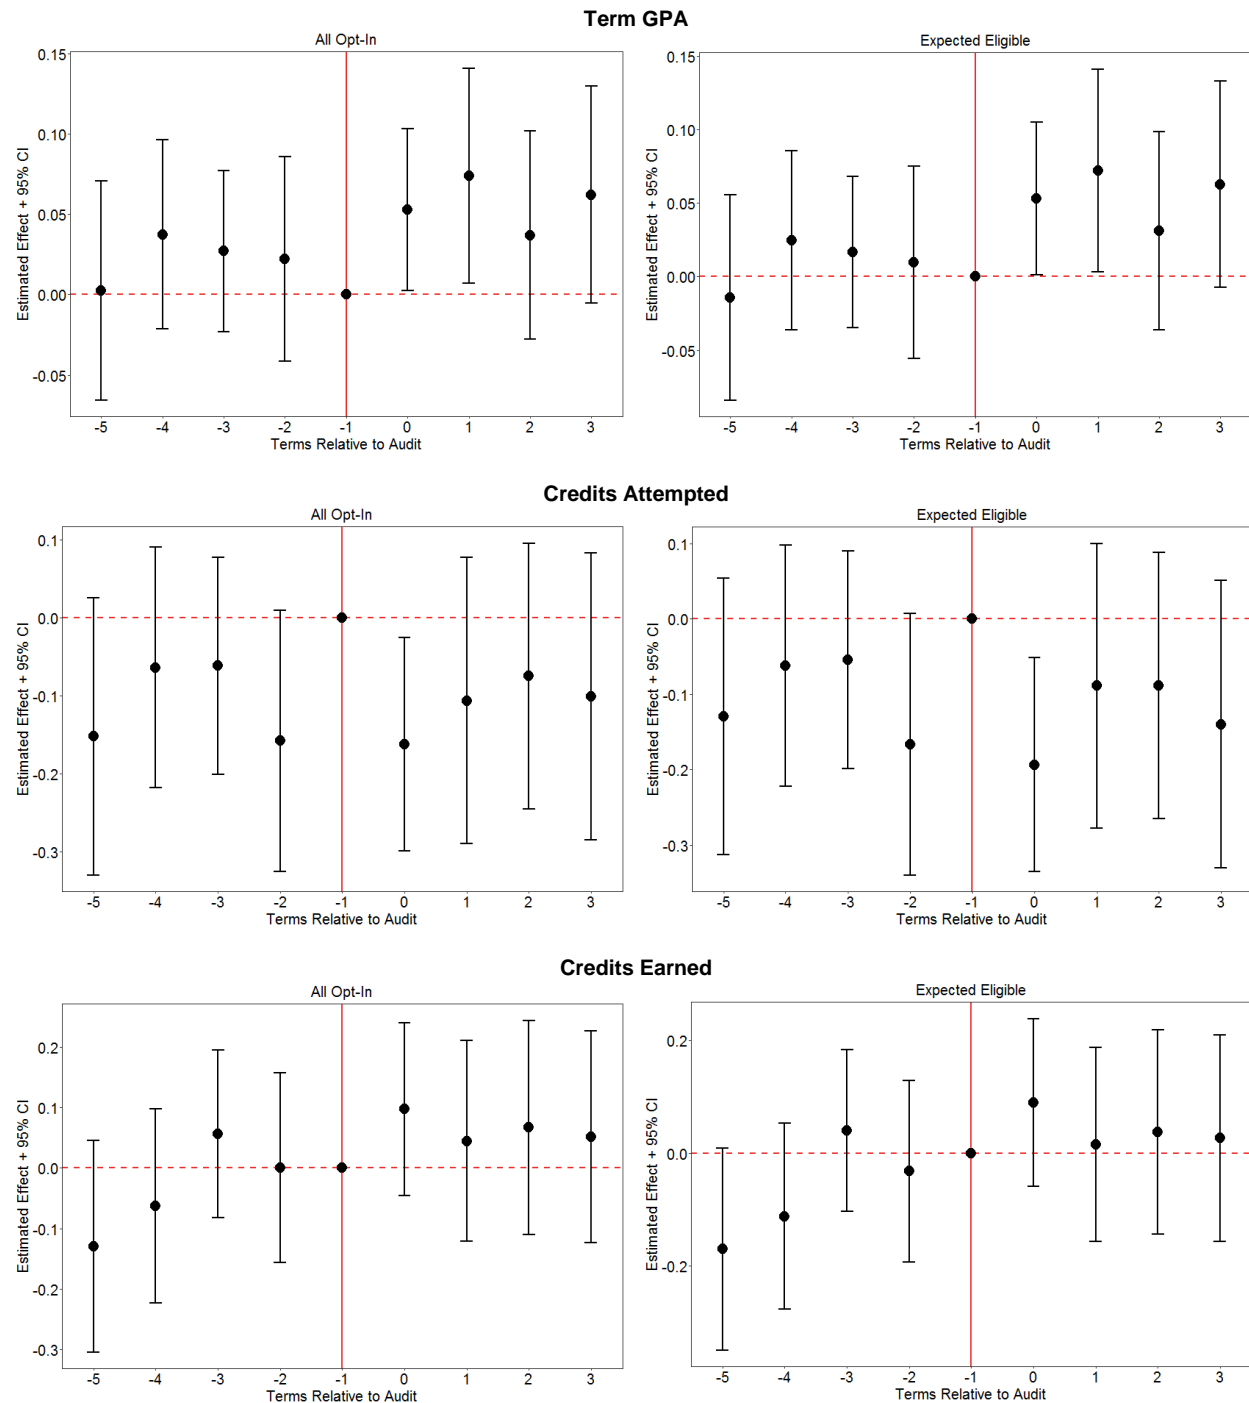 Term GPA
All Opt-In
Expected Eligible
Estimated Effect + 95% CI
0.15
0.10
0.05
0.00
-0.05
-5 -4 -3 -2 -1 0 1 2 3
Terms Relative to Audit
Estimated Effect + 95% CI
0.15
0.10
0.05
0.00
-0.05
-5 -4 -3 -2 -1 0 1 2 3
Terms Relative to Audit
Credits Attempted
All Opt-In
Expected Eligible
Estimated Effect + 95% CI
0.1
0.0
-0.1
-0.2
-0.3
-5 -4 -3 -2 -1 0 1 2 3
Terms Relative to Audit
Estimated Effect + 95% CI
0.1
0.0
-0.1
-0.2
-0.3
-5 -4 -3 -2 -1 0 1 2 3
Terms Relative to Audit
Credits Earned
All Opt-In
Expected Eligible
Estimated Effect + 95% CI
0.2
0.1
0.0
-0.1
-0.2
-0.3
-5 -4 -3 -2 -1 0 1 2 3
Terms Relative to Audit
Estimated Effect + 95% CI
0.2
0.0
-0.2
-5 -4 -3 -2 -1 0 1 2 3
Terms Relative to Audit